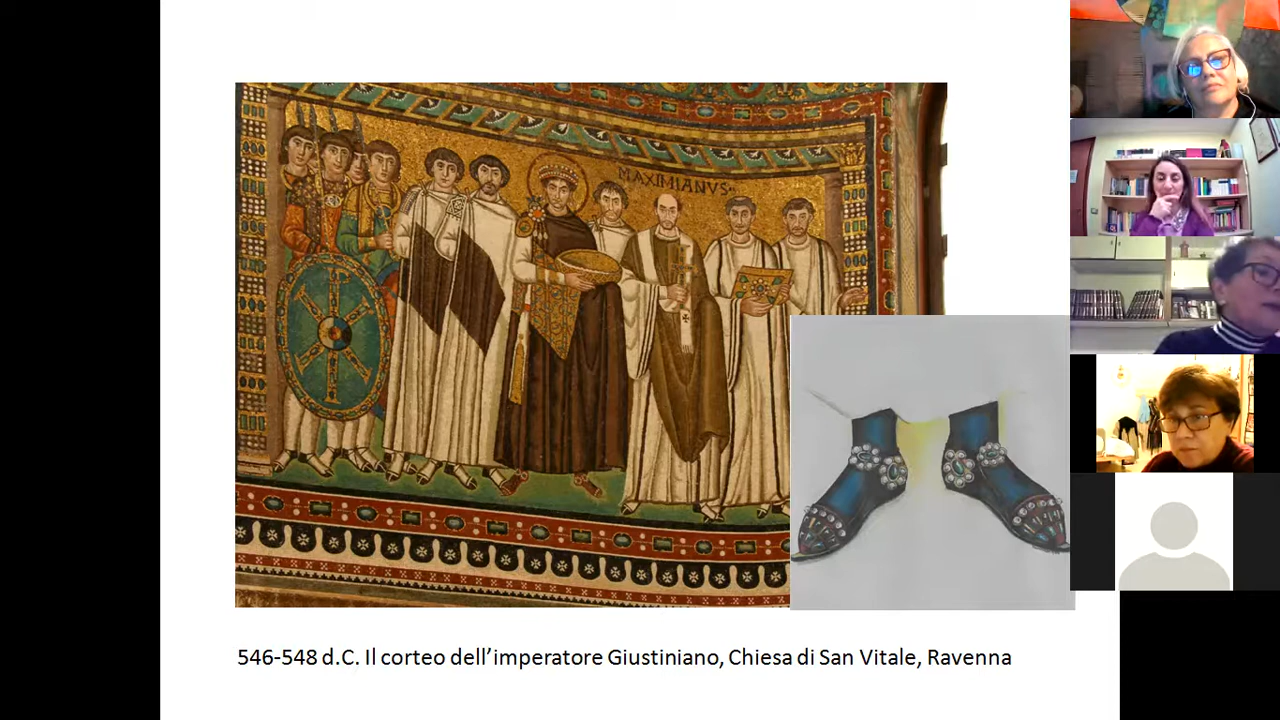 MAXIMIANVS
546-548 d.C. Il corteo dell’imperatore Giustiniano, Chiesa di San Vitale, Ravenna